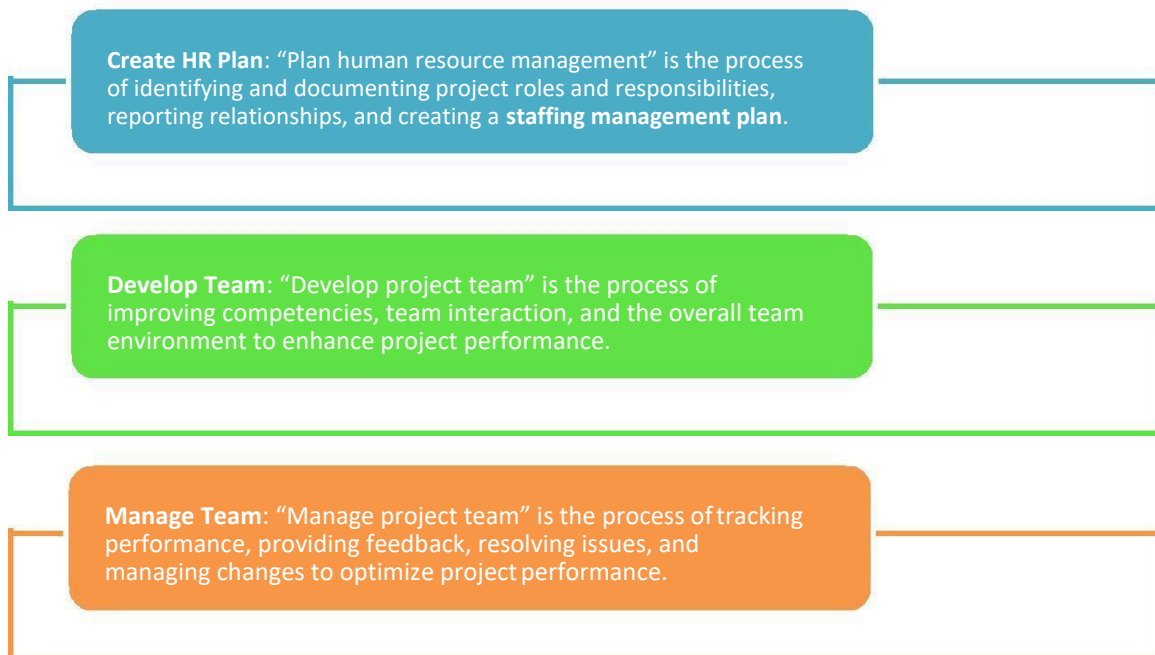 Create HR Plan: “Plan human resource management” is the process
of identifying and documenting project roles and responsibilities,
reporting relationships, and creating a staffing management plan.
Develop Team: “Develop project team” is the process of
improving competencies, team interaction, and the overall team
environment to enhance project performance.
Manage Team: “Manage project team” is the process of tracking
performance, providing feedback, resolving issues, and
managing changes to optimize project performance.